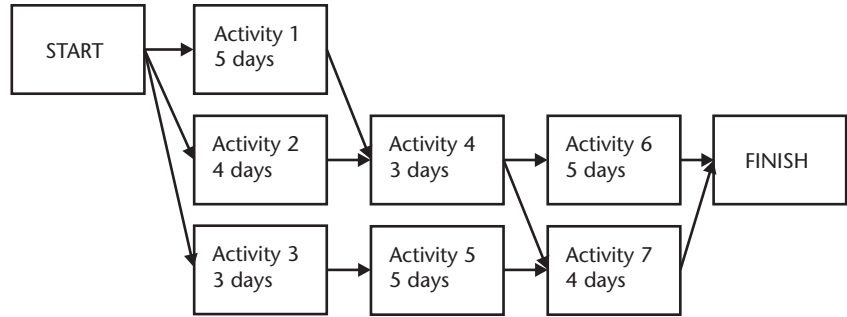 START
Activity 1
5 days
Activity 2
4 days
Activity 4
3 days
Activity 6
5 days
FINISH
Activity 3
3 days
Activity 5
5 days
Activity 7
4 days